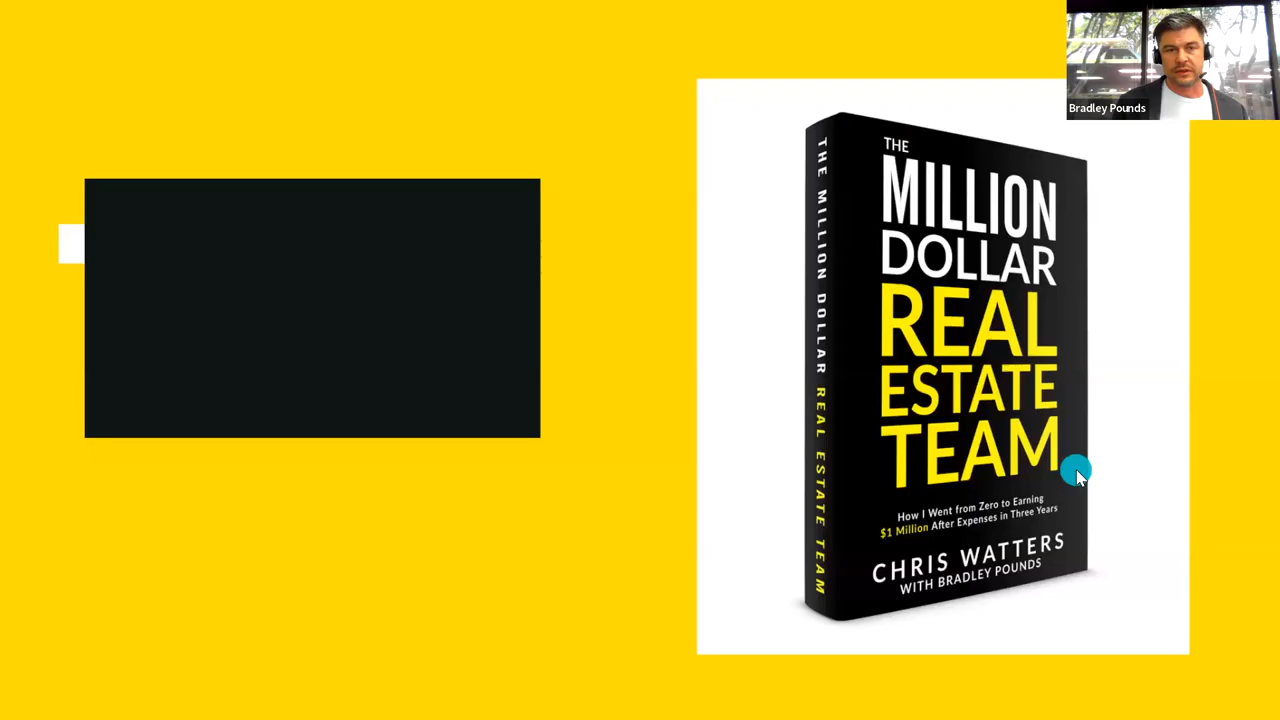 Bradley Pounds
THE MILLION DOLLAR REAL ESTATE TEAM
THE
MILLION
DOLLAR
REAL
ESTATE
TEAM
How I Went from Zero to Earning
$1 Million After Expenses in Three Years
CHRIS WATTERS
WITH BRADLEY POUNDS